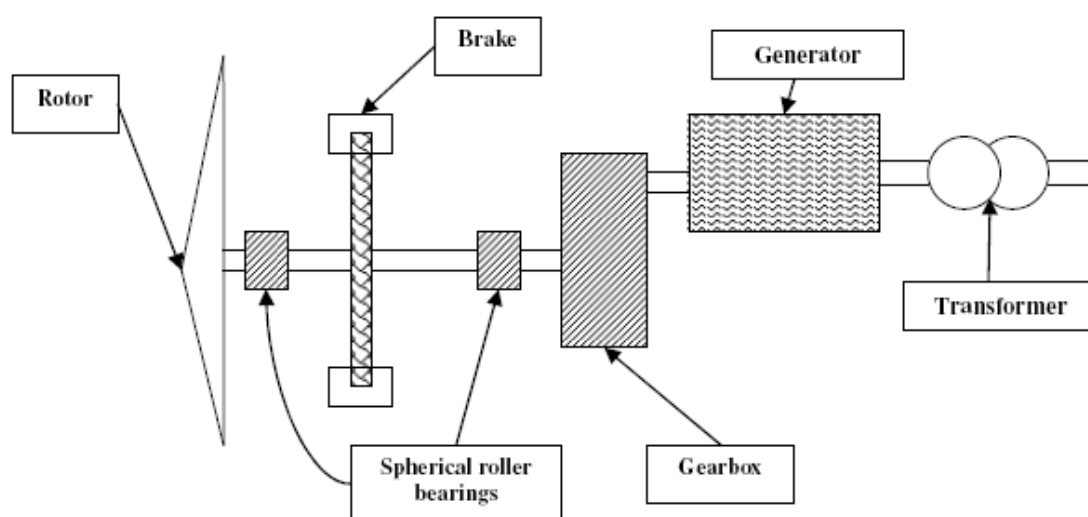 Brake
Generator
Rotor
Transformer
Spherical roller
bearings
Gearbox